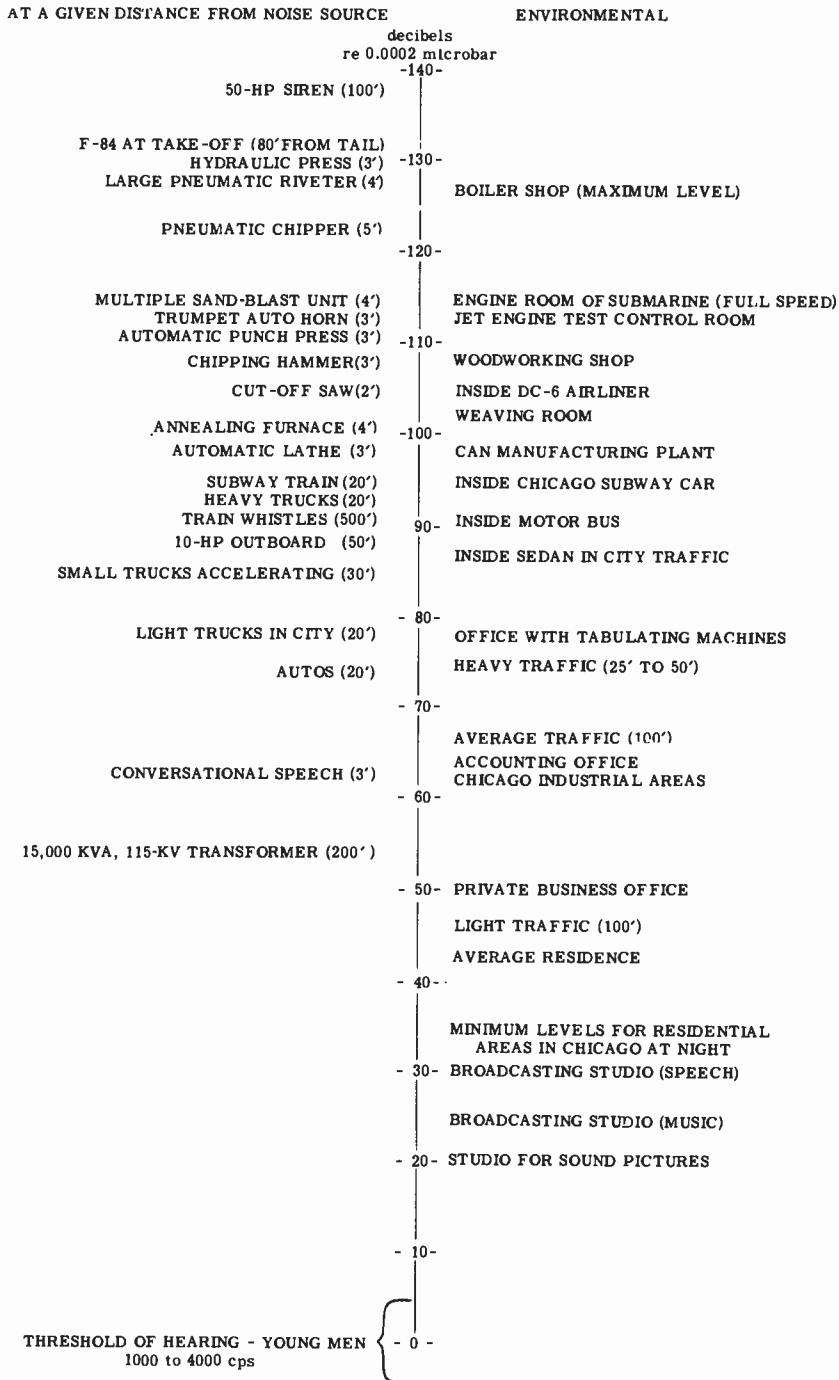 AT A GIVEN DISTANCE FROM NOISE SOURCE
ENVIRONMENTAL
decibels
re 0.0002 microbar
-140-
50-HP SIREN (100′)
F-84 AT TAKE-OFF (80′FROM TAIL)
HYDRAULIC PRESS (3′)
-130-
LARGE PNEUMATIC RIVETER (4′)
BOILER SHOP (MAXIMUM LEVEL)
PNEUMATIC CHIPPER (5′)
-120-
MULTIPLE SAND-BLAST UNIT (4′)
ENGINE ROOM OF SUBMARINE (FULL SPEED)
TRUMPET AUTO HORN (3′)
JET ENGINE TEST CONTROL ROOM
AUTOMATIC PUNCH PRESS (3′)
-110-
CHIPPING HAMMER(3′)
WOODWORKING SHOP
CUT-OFF SAW(2′)
INSIDE DC-6 AIRLINER
WEAVING ROOM
ANNEALING FURNACE (4′)
-100-
AUTOMATIC LATHE (3′)
CAN MANUFACTURING PLANT
SUBWAY TRAIN (20′)
INSIDE CHICAGO SUBWAY CAR
HEAVY TRUCKS (20′)
TRAIN WHISTLES (500′)
90-
INSIDE MOTOR BUS
10-HP OUTBOARD (50′)
INSIDE SEDAN IN CITY TRAFFIC
SMALL TRUCKS ACCELERATING (30′)
- 80-
LIGHT TRUCKS IN CITY (20′)
OFFICE WITH TABULATING MACHINES
AUTOS (20′)
HEAVY TRAFFIC (25′ TO 50′)
- 70-
AVERAGE TRAFFIC (100′)
ACCOUNTING OFFICE
CONVERSATIONAL SPEECH (3′)
CHICAGO INDUSTRIAL AREAS
- 60-
15,000 KVA, 115-KV TRANSFORMER (200′)
- 50-
PRIVATE BUSINESS OFFICE
LIGHT TRAFFIC (100′)
AVERAGE RESIDENCE
- 40-
MINIMUM LEVELS FOR RESIDENTIAL
AREAS IN CHICAGO AT NIGHT
- 30-
BROADCASTING STUDIO (SPEECH)
BROADCASTING STUDIO (MUSIC)
- 20-
STUDIO FOR SOUND PICTURES
- 10-
THRESHOLD OF HEARING - YOUNG MEN
- 0 -
1000 to 4000 cps